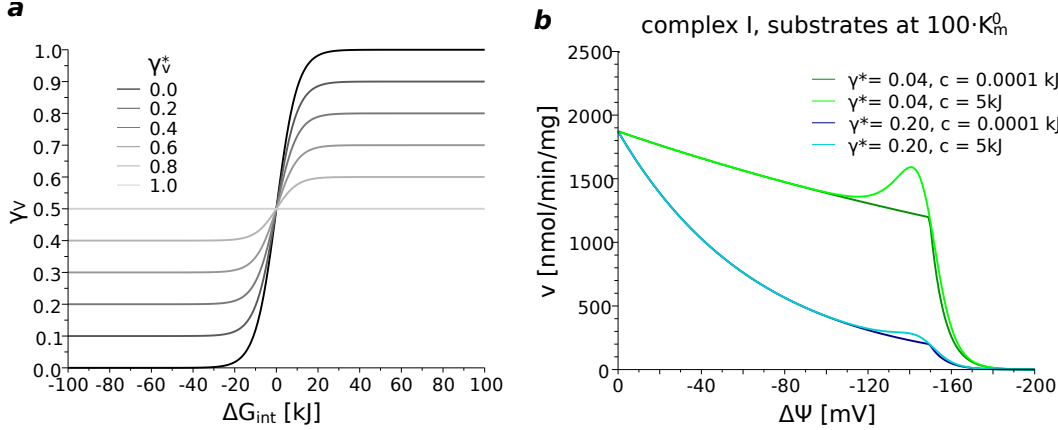 a
γ*v
0.0
0.2
0.4
0.6
0.8
1.0
1.0
0.9
0.8
0.7
0.6
0.5
0.4
0.3
0.2
0.1
0.0
γv
-100 -80 -60 -40 -20 0 20 40 60 80 100
ΔGint [kJ]
b
complex I, substrates at 100·K0m
γ*= 0.04, c = 0.0001 kJ
γ*= 0.04, c = 5kJ
γ*= 0.20, c = 0.0001 kJ
γ*= 0.20, c = 5kJ
2500
2000
1500
1000
500
0
v [nmol/min/mg]
0 -40 -80 -120 -160 -200
ΔΨ [mV]